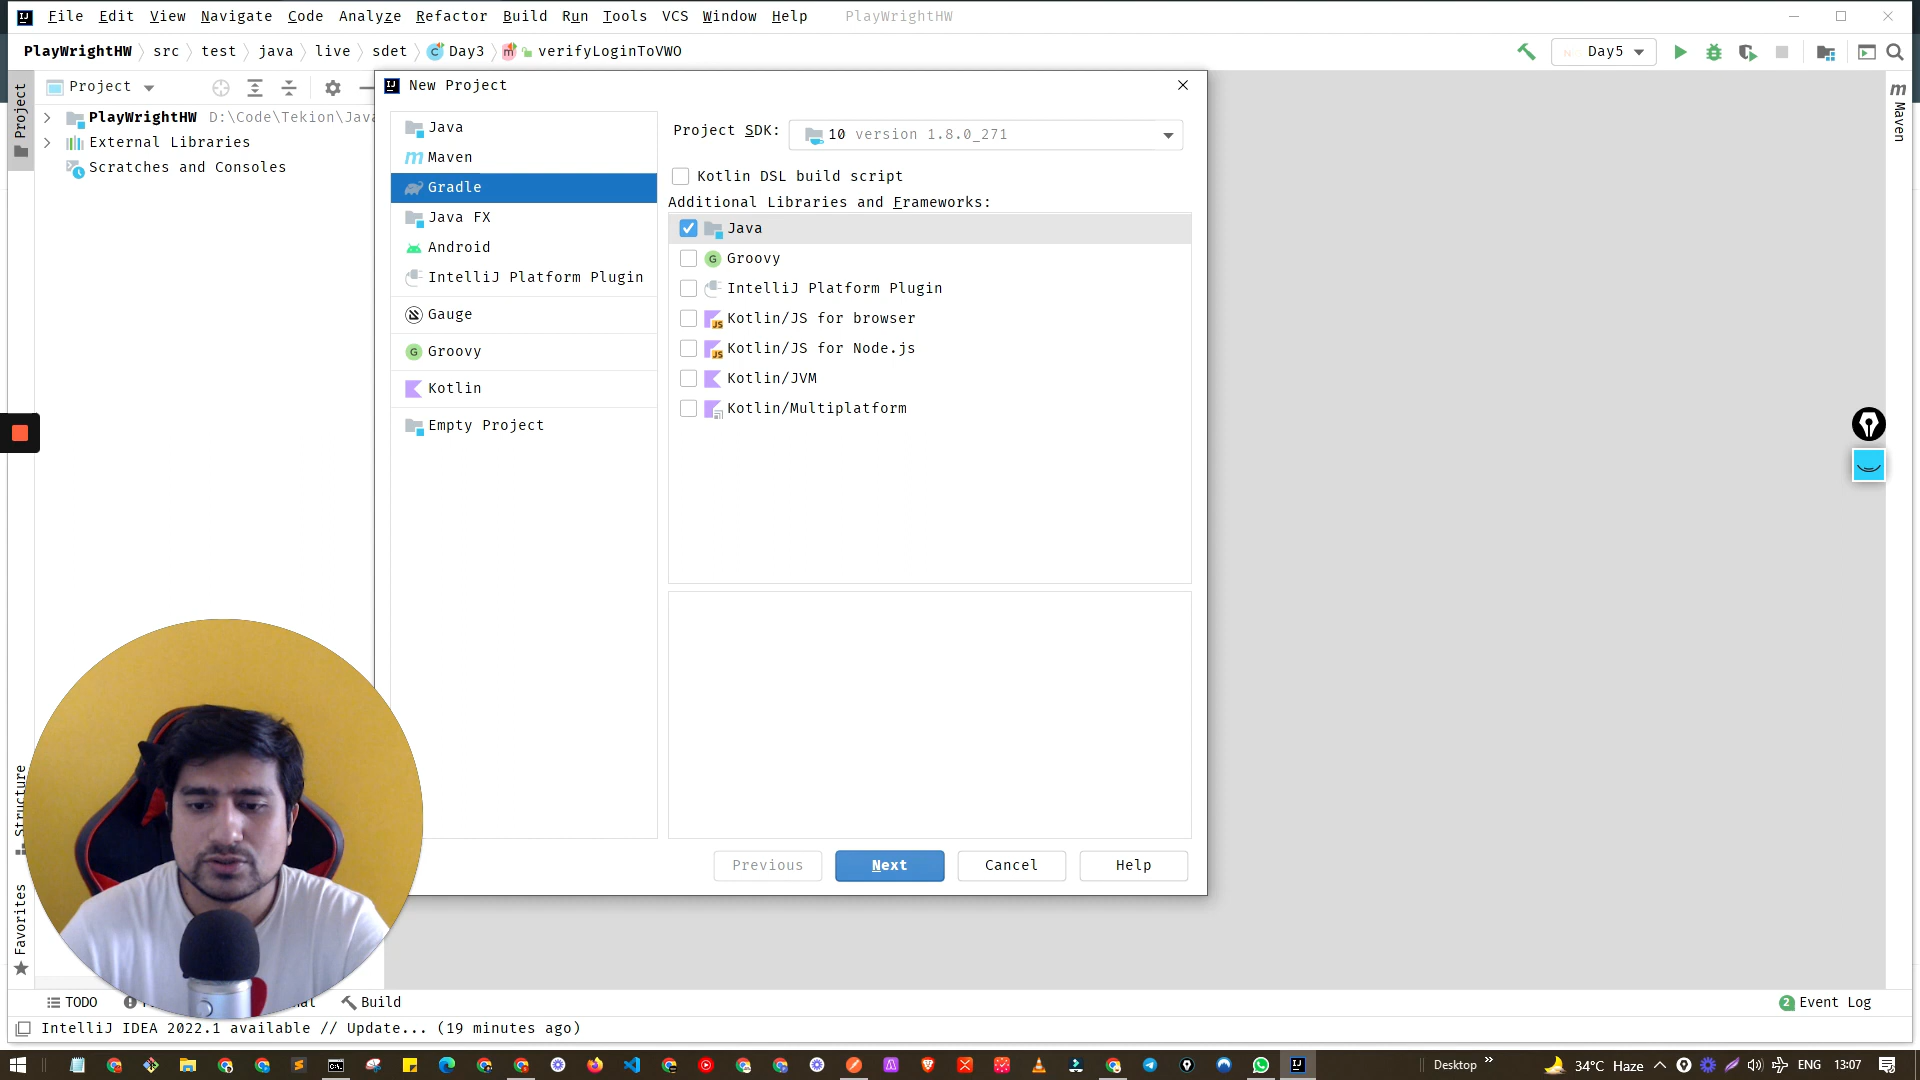 File Edit View Navigate Code Analyze Refactor Build Run Tools VCS Window Help PlayWrightHW
PlayWrightHW src test java live sdet Day3 verifyLoginToVWO
Day5
Project
Project
Maven
PlayWrightHW D:\Code\Tekion\Java
External Libraries
Scratches and Consoles
New Project
Java
Maven
Gradle
Java FX
Android
IntelliJ Platform Plugin
Gauge
Groovy
Kotlin
Empty Project
Project SDK: 10 version 1.8.0_271
Kotlin DSL build script
Additional Libraries and Frameworks:
Java
Groovy
IntelliJ Platform Plugin
Kotlin/JS for browser
Kotlin/JS for Node.js
Kotlin/JVM
Kotlin/Multiplatform
Previous Next Cancel Help
Structure
Favorites
TODO Build
2 Event Log
IntelliJ IDEA 2022.1 available // Update... (19 minutes ago)
Desktop 34°C Haze ENG 13:07